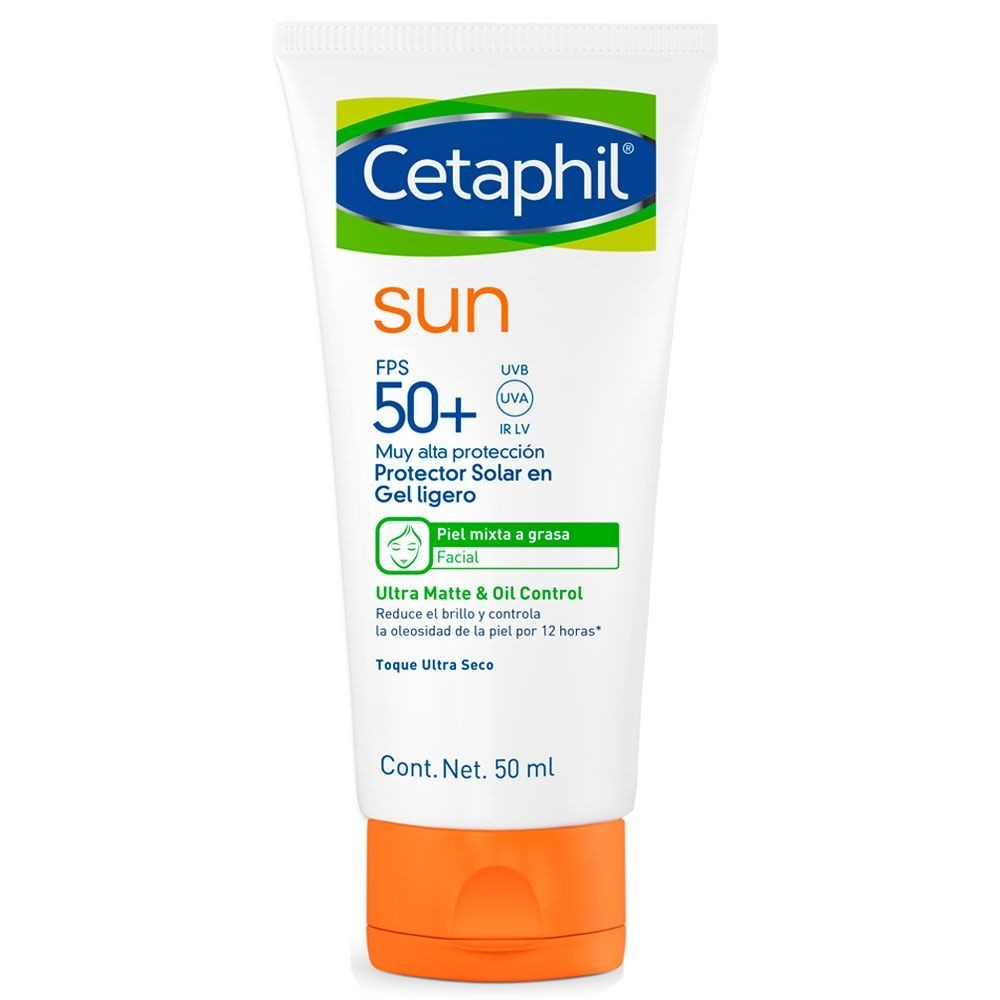 Cetaphil®
sun
FPS
50+
UVB
UVA
IR LV
Muy alta protección
Protector Solar en
Gel ligero
Piel mixta a grasa
Facial
Ultra Matte & Oil Control
Reduce el brillo y controla
la oleosidad de la piel por 12 horas*
Toque Ultra Seco
Cont. Net. 50 ml